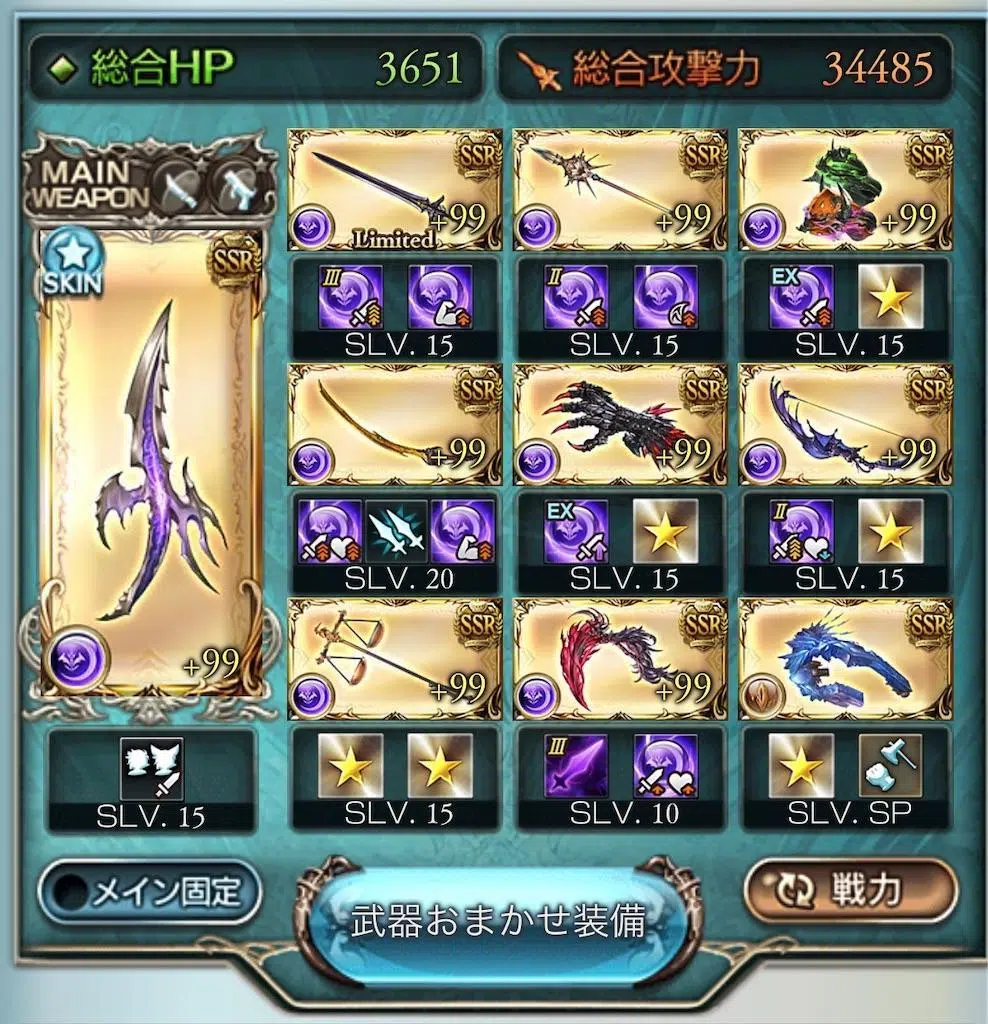 総合HP 3651 総合攻撃力 34485
MAIN
WEAPON
SKIN
SSR
+99
SLV. 15
SSR SSR SSR
+99 +99 +99
Limited
III II EX
SLV. 15 SLV. 15 SLV. 15
SSR SSR SSR
+99 +99 +99
EX II
SLV. 20 SLV. 15 SLV. 15
SSR SSR SSR
+99 +99
III
SLV. 15 SLV. 10 SLV. SP
メイン固定 武器おまかせ装備 戦力